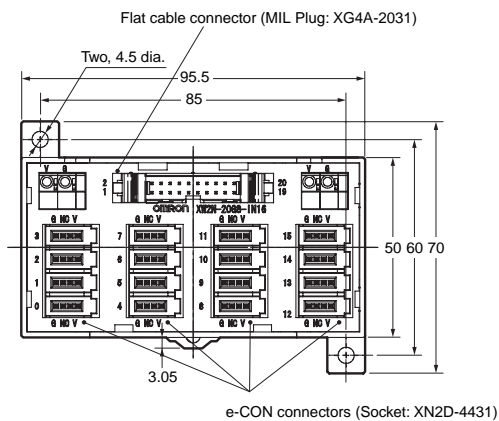 Flat cable connector (MIL Plug: XG4A-2031)
Two, 4.5 dia.
95.5
85
V G
V G
2
1
20
19
OMRON XW2N-20G8-IN16
G NC V G NC V G NC V G NC V
3 7 11 15
2 6 10 14
1 5 9 13
0 4 8 12
G NC V G NC V G NC V G NC V
50 60 70
3.05
e-CON connectors (Socket: XN2D-4431)